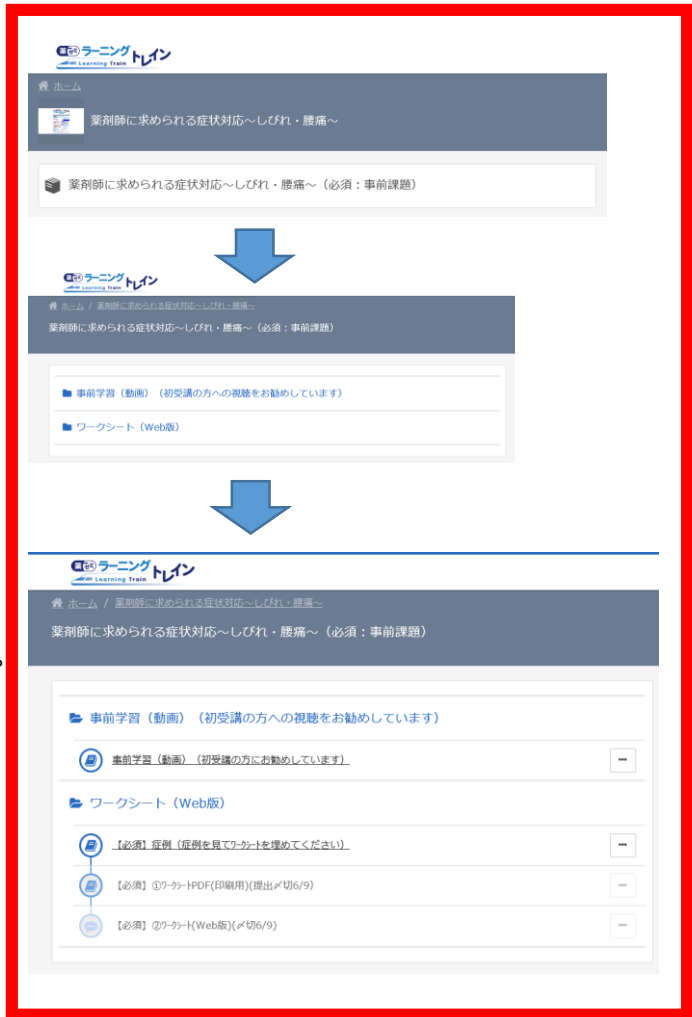 薬ゼミ ラーニングトレイン
Learning Train
ホーム
薬剤師に求められる症状対応～しびれ・腰痛～
薬剤師に求められる症状対応～しびれ・腰痛～（必須：事前課題）
薬ゼミ ラーニングトレイン
Learning Train
ホーム / 薬剤師に求められる症状対応～しびれ・腰痛～
薬剤師に求められる症状対応～しびれ・腰痛～（必須：事前課題）
事前学習（動画）（初受講の方への視聴をお勧めしています）
ワークシート（Web版）
薬ゼミ ラーニングトレイン
Learning Train
ホーム / 薬剤師に求められる症状対応～しびれ・腰痛～
薬剤師に求められる症状対応～しびれ・腰痛～（必須：事前課題）
。
事前学習（動画）（初受講の方への視聴をお勧めしています）
事前学習（動画）（初受講の方にお勧めしています）
ワークシート（Web版）
【必須】症例（症例を見てﾜｰｸｼｰﾄを埋めてください）
【必須】①ﾜｰｸｼｰﾄPDF(印刷用)(提出〆切6/9)
【必須】②ﾜｰｸｼｰﾄ(Web版)(〆切6/9)